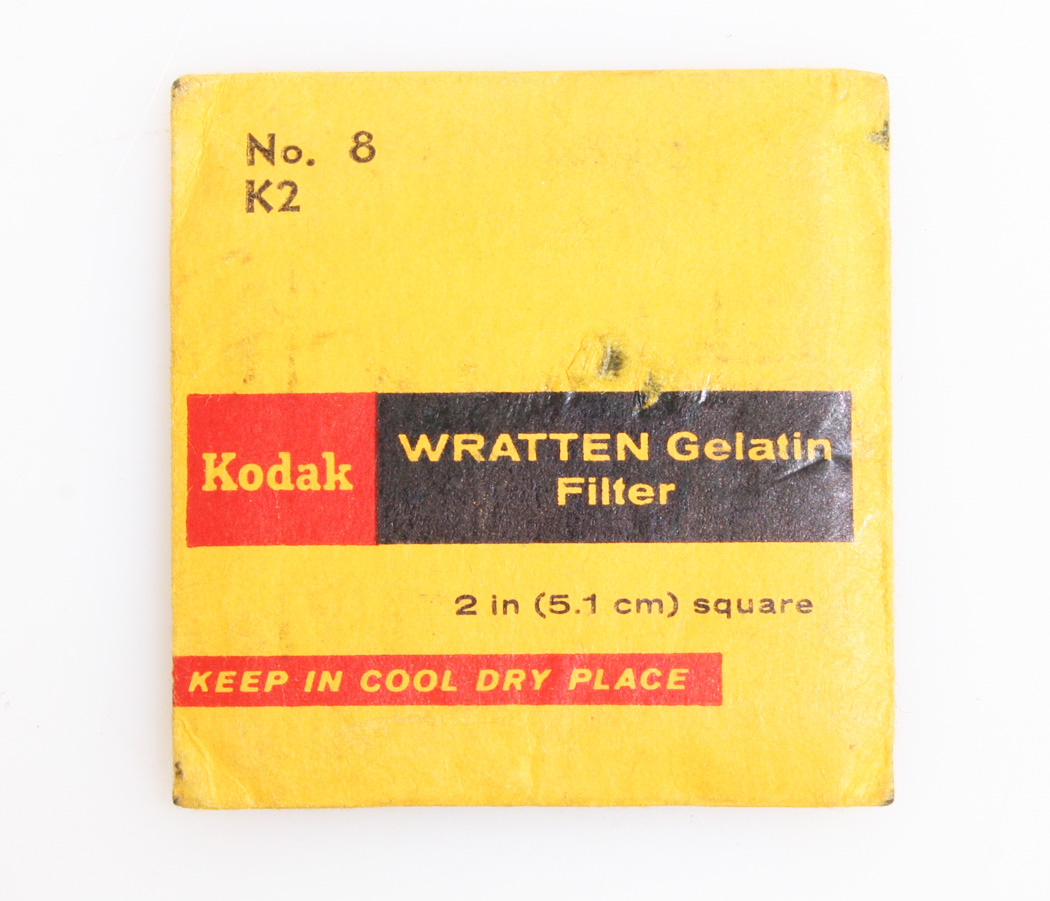 No. 8
K2
Kodak
WRATTEN Gelatin
Filter
2 in (5.1 cm) square
KEEP IN COOL DRY PLACE